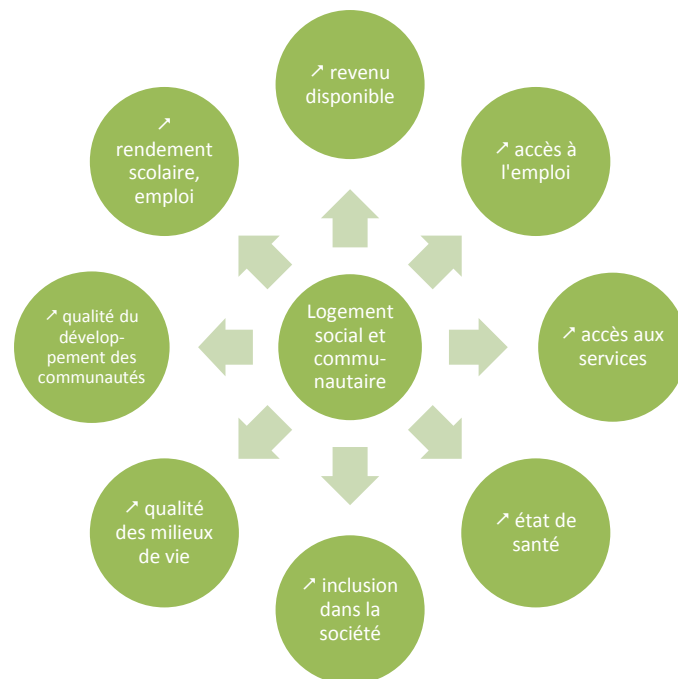 ↗ revenu
disponible
↗ accès à
l'emploi
↗ accès aux
services
↗ état de
santé
↗ inclusion
dans la
société
↗ qualité
des milieux
de vie
↗ qualité du
dévelop-
pement des
communautés
↗
rendement
scolaire,
emploi
Logement
social et
commu-
nautaire